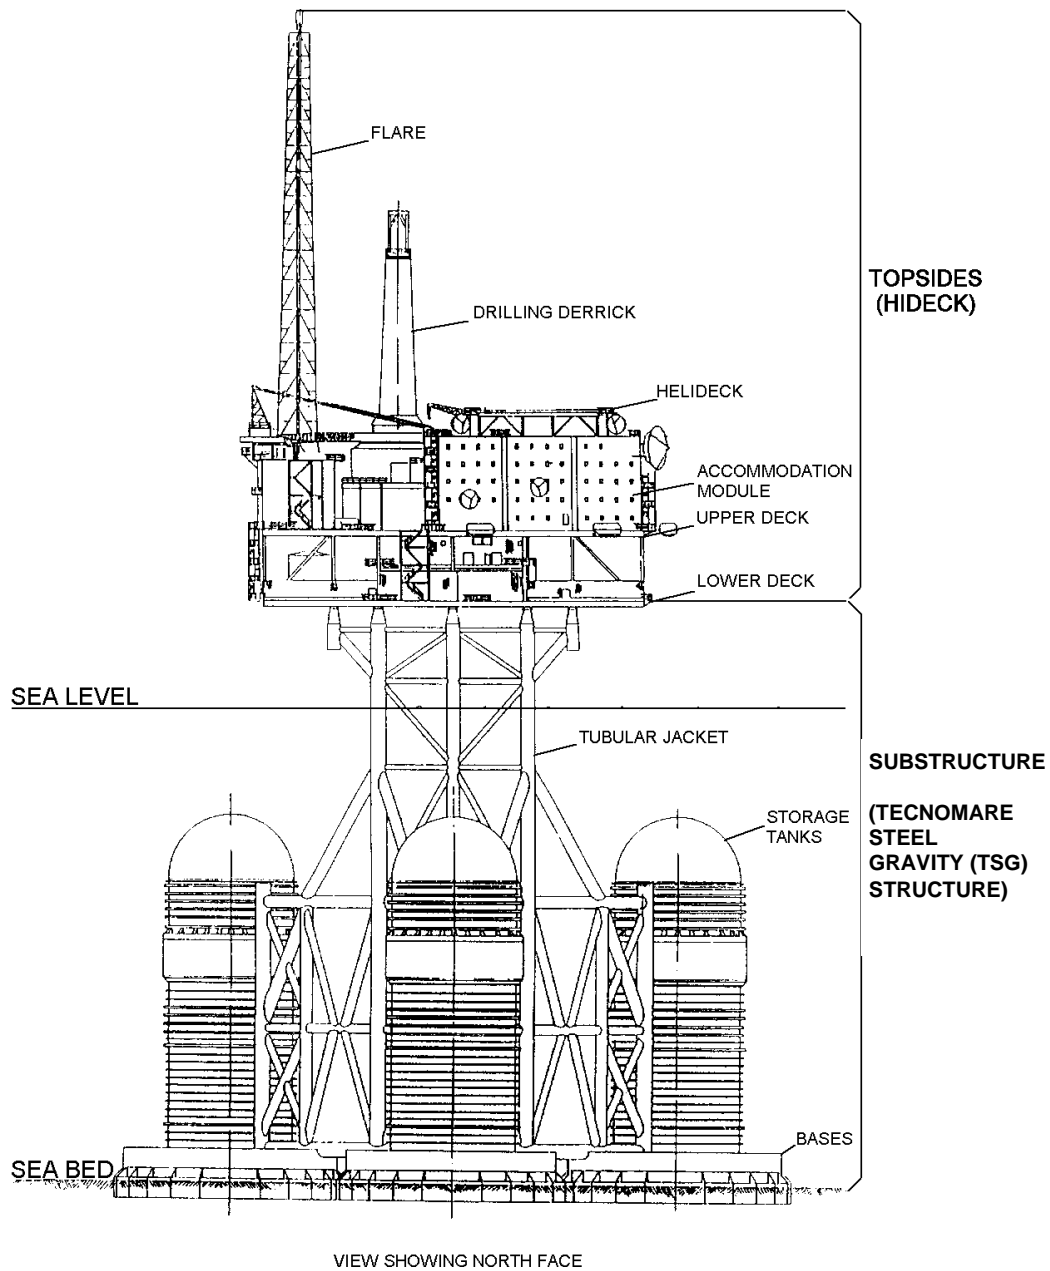 FLARE
TOPSIDES
(HIDECK)
DRILLING DERRICK
HELIDECK
ACCOMMODATION
MODULE
UPPER DECK
LOWER DECK
SEA LEVEL
TUBULAR JACKET
SUBSTRUCTURE
(TECNOMARE
STEEL
GRAVITY (TSG)
STRUCTURE)
STORAGE
TANKS
BASES
SEA BED
VIEW SHOWING NORTH FACE